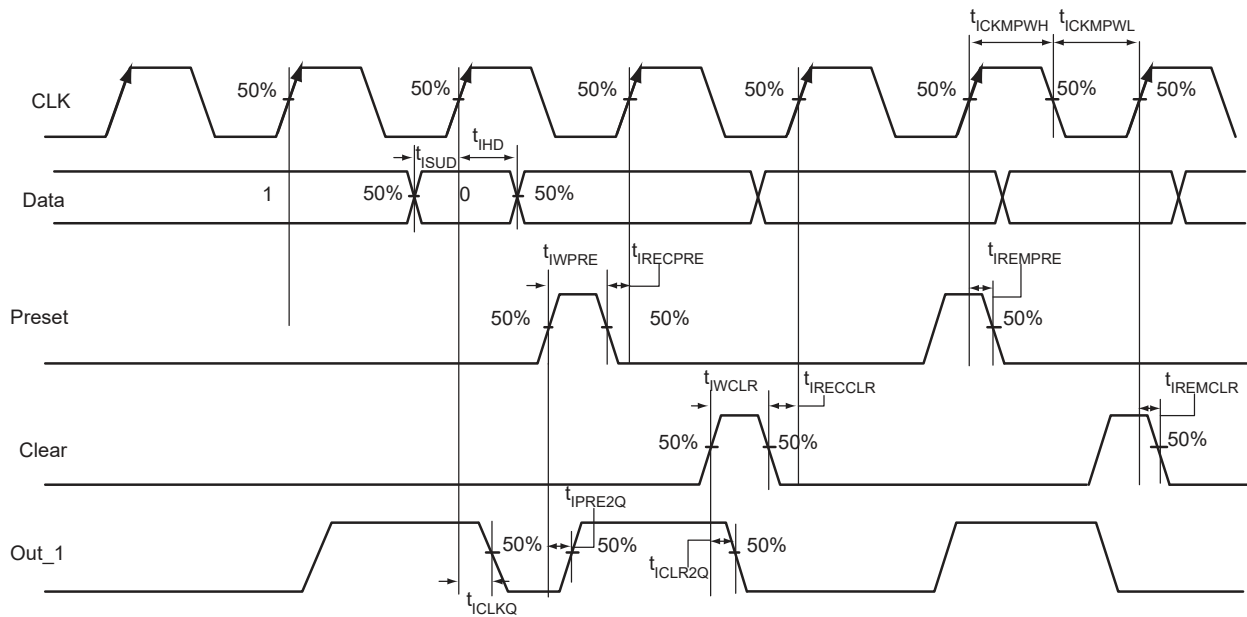 tICKMPWH tICKMPWL
CLK 50% 50% 50% 50% 50% 50% 50%
tISUD tIHD
Data 1 50% 0 50%
tIWPRE tIRECPRE tIREMPRE
Preset 50% 50% 50%
tIWCLR tIRECCLR tIREMCLR
Clear 50% 50% 50%
tIPRE2Q
Out_1 50% 50% 50%
tICLR2Q
tICLKQ